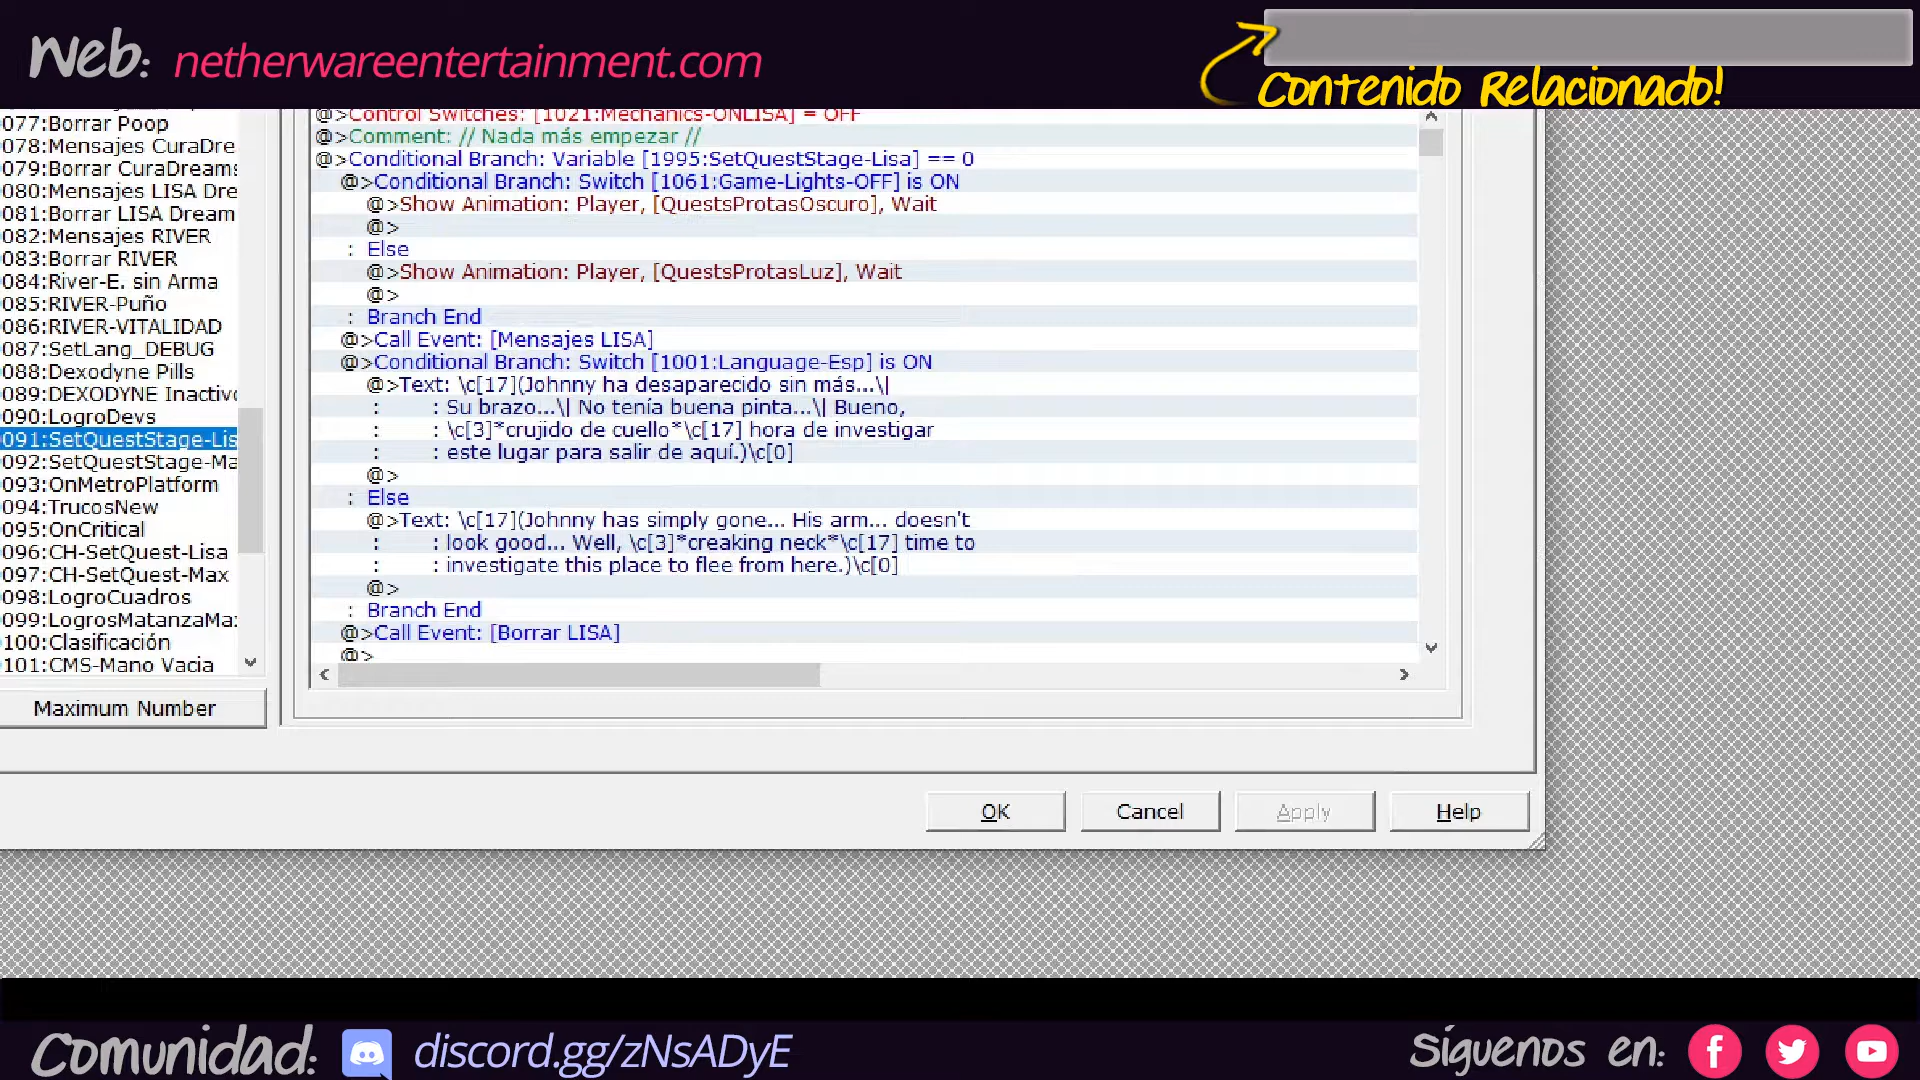 Web: netherwareentertainment.com
Contenido Relacionado!
077:Borrar Poop
078:Mensajes CuraDre
079:Borrar CuraDreams
080:Mensajes LISA Dre
081:Borrar LISA Dream
082:Mensajes RIVER
083:Borrar RIVER
084:River-E. sin Arma
085:RIVER-Puño
086:RIVER-VITALIDAD
087:SetLang_DEBUG
088:Dexodyne Pills
089:DEXODYNE Inactivo
090:LogroDevs
091:SetQuestStage-Lis
092:SetQuestStage-Ma
093:OnMetroPlatform
094:TrucosNew
095:OnCritical
096:CH-SetQuest-Lisa
097:CH-SetQuest-Max
098:LogroCuadros
099:LogrosMatanzaMa
100:Clasificación
101:CMS-Mano Vacia
Maximum Number
@>Control Switches: [1021:Mechanics-ONLISA] = OFF
@>Comment: // Nada más empezar //
@>Conditional Branch: Variable [1995:SetQuestStage-Lisa] == 0
@>Conditional Branch: Switch [1061:Game-Lights-OFF] is ON
@>Show Animation: Player, [QuestsProtasOscuro], Wait
@>
: Else
@>Show Animation: Player, [QuestsProtasLuz], Wait
@>
: Branch End
@>Call Event: [Mensajes LISA]
@>Conditional Branch: Switch [1001:Language-Esp] is ON
@>Text: \c[17](Johnny ha desaparecido sin más...\|
: : Su brazo...\| No tenía buena pinta...\| Bueno,
: : \c[3]*crujido de cuello*\c[17] hora de investigar
: : este lugar para salir de aquí.)\c[0]
@>
: Else
@>Text: \c[17](Johnny has simply gone... His arm... doesn't
: : look good... Well, \c[3]*creaking neck*\c[17] time to
: : investigate this place to flee from here.)\c[0]
@>
: Branch End
@>Call Event: [Borrar LISA]
@>
OK Cancel Apply Help
Comunidad: discord.gg/zNsADyE
Síguenos en: